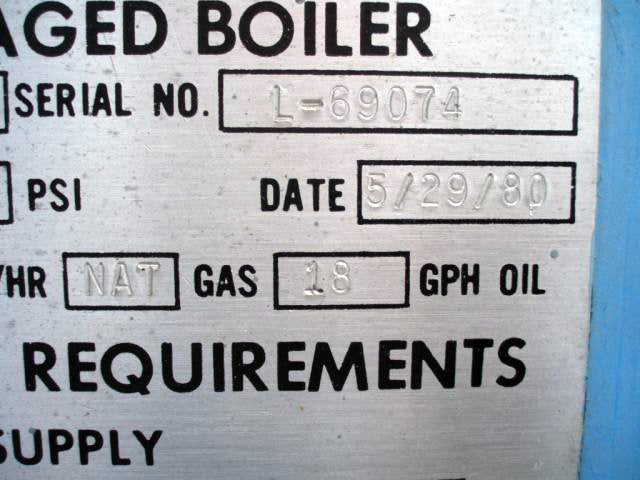 AGED BOILER
SERIAL NO. L-69074
PSI DATE 5/29/80
/HR NAT GAS 18 GPH OIL
REQUIREMENTS
SUPPLY